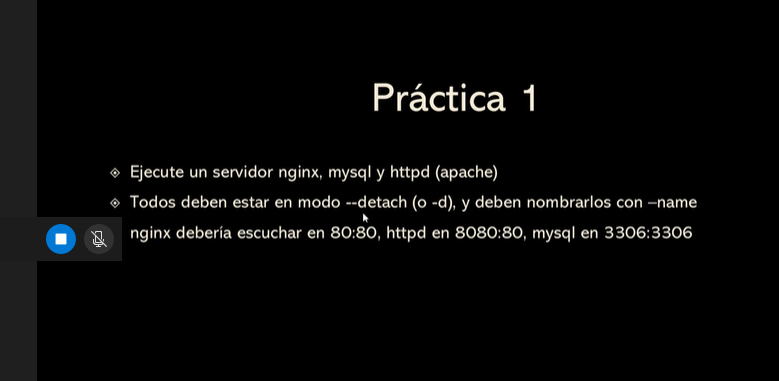 Práctica 1
Ejecute un servidor nginx, mysql y httpd (apache)
Todos deben estar en modo --detach (o -d), y deben nombrarlos con –name
nginx debería escuchar en 80:80, httpd en 8080:80, mysql en 3306:3306